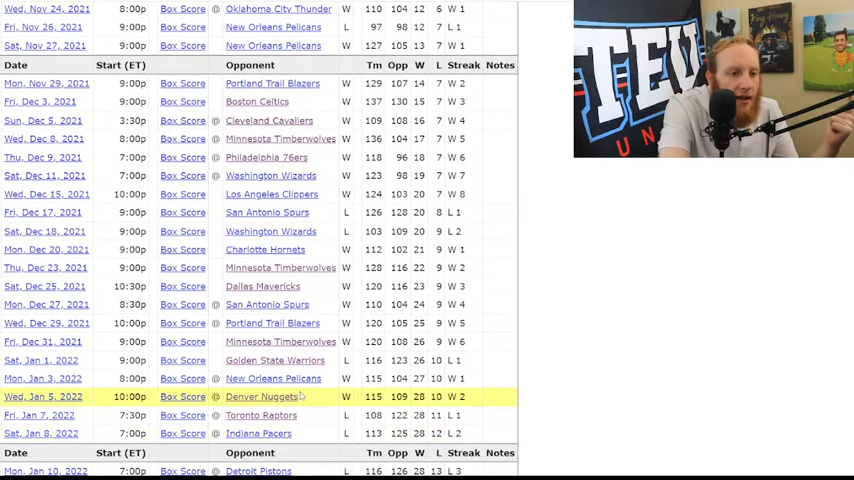 Wed, Nov 24, 2021 8:00p Box Score @ Oklahoma City Thunder W 110 104 12 6 W 1
Fri, Nov 26, 2021 9:00p Box Score New Orleans Pelicans L 97 98 12 7 L 1
Sat, Nov 27, 2021 9:00p Box Score New Orleans Pelicans W 127 105 13 7 W 1
Date Start (ET) Opponent Tm Opp W L Streak Notes
Mon, Nov 29, 2021 9:00p Box Score Portland Trail Blazers W 129 107 14 7 W 2
Fri, Dec 3, 2021 9:00p Box Score Boston Celtics W 137 130 15 7 W 3
Sun, Dec 5, 2021 3:30p Box Score @ Cleveland Cavaliers W 109 108 16 7 W 4
Wed, Dec 8, 2021 8:00p Box Score @ Minnesota Timberwolves W 136 104 17 7 W 5
Thu, Dec 9, 2021 7:00p Box Score @ Philadelphia 76ers W 118 96 18 7 W 6
Sat, Dec 11, 2021 7:00p Box Score @ Washington Wizards W 123 98 19 7 W 7
Wed, Dec 15, 2021 10:00p Box Score Los Angeles Clippers W 124 103 20 7 W 8
Fri, Dec 17, 2021 9:00p Box Score San Antonio Spurs L 126 128 20 8 L 1
Sat, Dec 18, 2021 9:00p Box Score Washington Wizards L 103 109 20 9 L 2
Mon, Dec 20, 2021 9:00p Box Score Charlotte Hornets W 112 102 21 9 W 1
Thu, Dec 23, 2021 9:00p Box Score Minnesota Timberwolves W 128 116 22 9 W 2
Sat, Dec 25, 2021 10:30p Box Score Dallas Mavericks W 120 116 23 9 W 3
Mon, Dec 27, 2021 8:30p Box Score @ San Antonio Spurs W 110 104 24 9 W 4
Wed, Dec 29, 2021 10:00p Box Score @ Portland Trail Blazers W 120 105 25 9 W 5
Fri, Dec 31, 2021 9:00p Box Score Minnesota Timberwolves W 120 108 26 9 W 6
Sat, Jan 1, 2022 9:00p Box Score Golden State Warriors L 116 123 26 10 L 1
Mon, Jan 3, 2022 8:00p Box Score @ New Orleans Pelicans W 115 104 27 10 W 1
Wed, Jan 5, 2022 10:00p Box Score @ Denver Nuggets W 115 109 28 10 W 2
Fri, Jan 7, 2022 7:30p Box Score @ Toronto Raptors L 108 122 28 11 L 1
Sat, Jan 8, 2022 7:00p Box Score @ Indiana Pacers L 113 125 28 12 L 2
Date Start (ET) Opponent Tm Opp W L Streak Notes
Mon, Jan 10, 2022 7:00p Box Score @ Detroit Pistons L 116 126 28 13 L 3